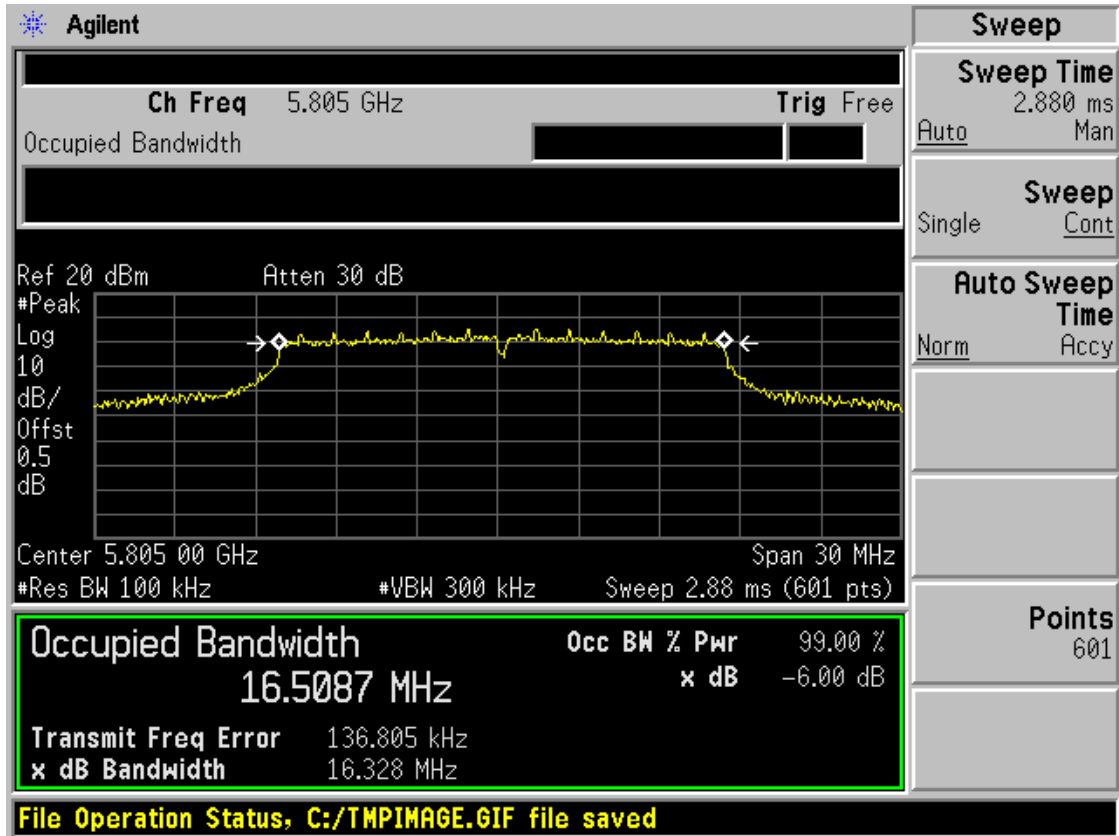 Agilent
Ch Freq 5.805 GHz Trig Free
Occupied Bandwidth
Ref 20 dBm Atten 30 dB
#Peak
Log
10
dB/
Offst
0.5
dB
Center 5.805 00 GHz Span 30 MHz
#Res BW 100 kHz #VBW 300 kHz Sweep 2.88 ms (601 pts)
Occupied Bandwidth
16.5087 MHz
Occ BW % Pwr 99.00 %
x dB -6.00 dB
Transmit Freq Error 136.805 kHz
x dB Bandwidth 16.328 MHz
File Operation Status, C:/TMPIMAGE.GIF file saved
Sweep
Sweep Time
2.880 ms
Auto Man
Sweep
Single Cont
Auto Sweep
Time
Norm Accy
Points
601